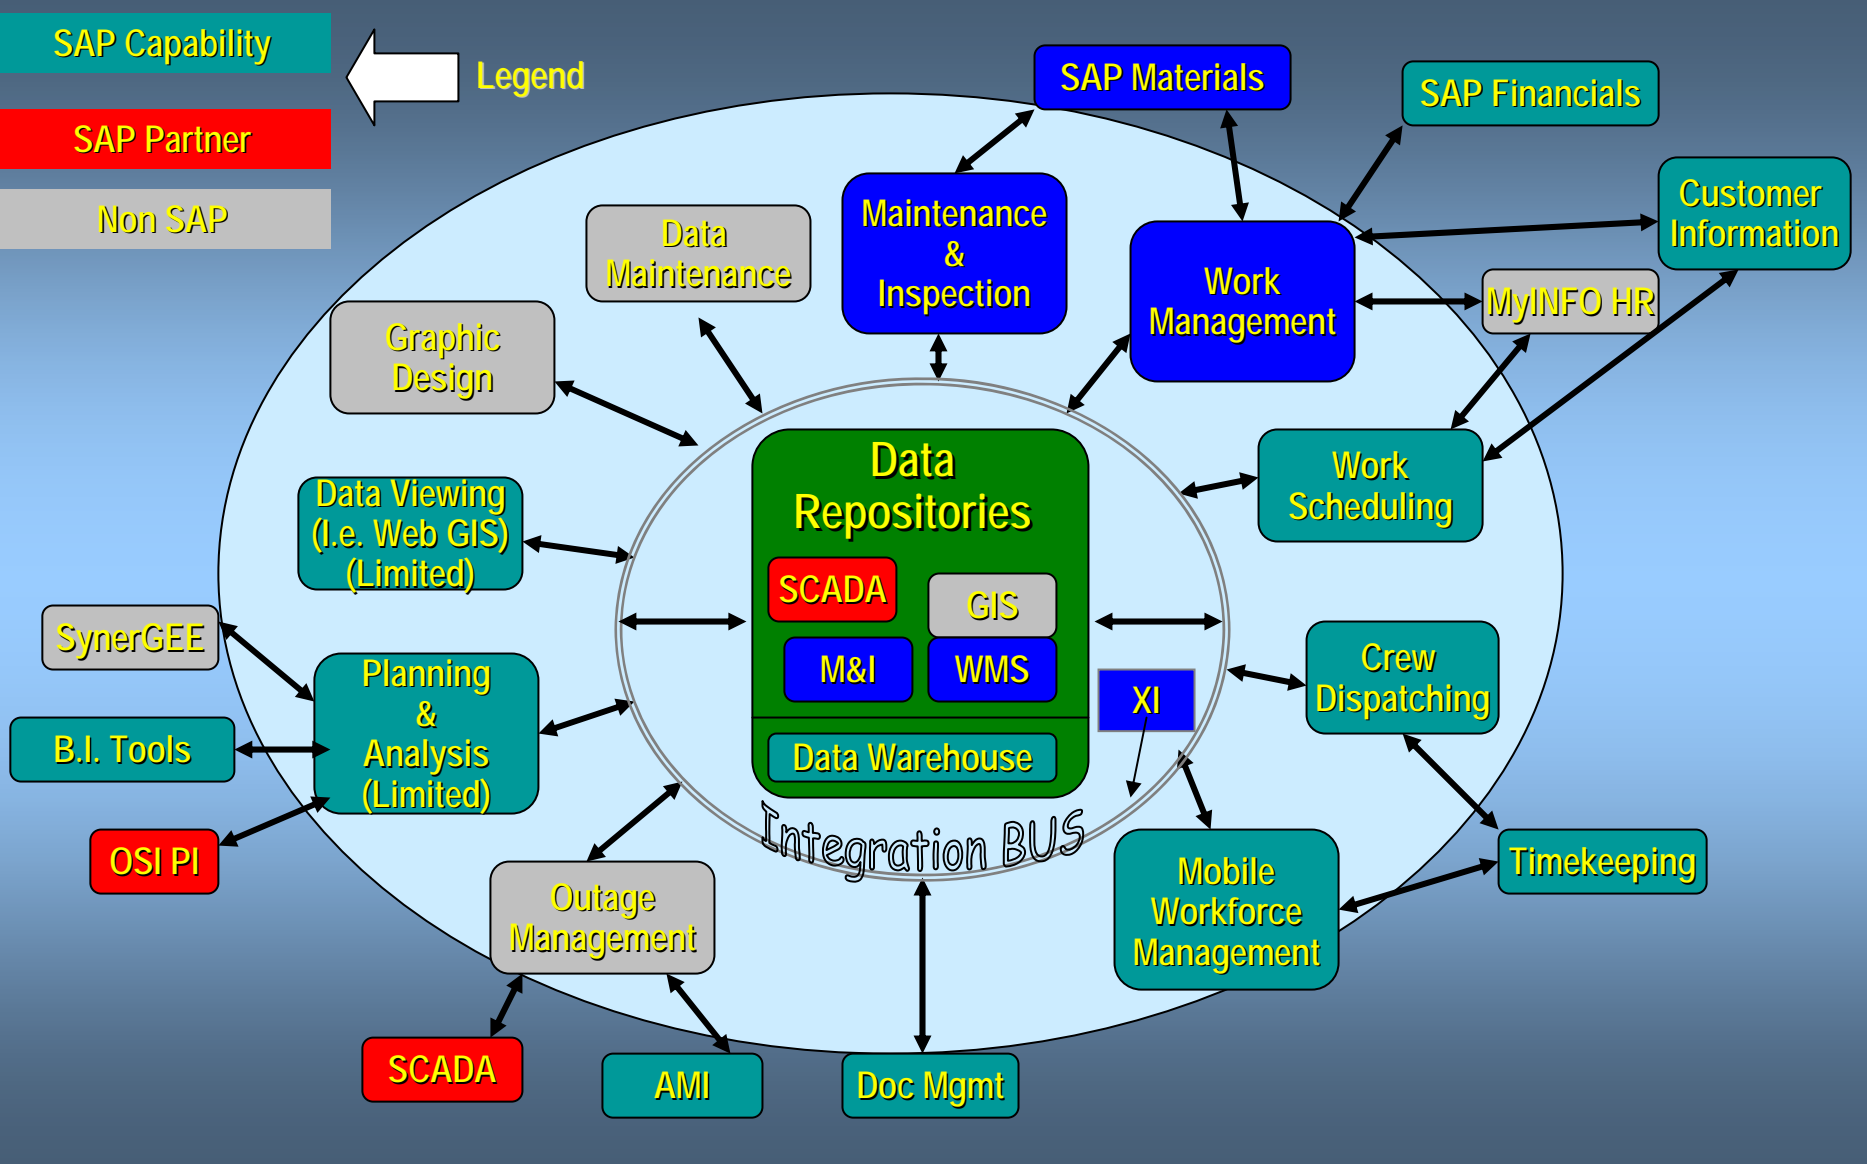 SAP Capability
Legend
SAP Partner
Non SAP
SAP Materials
SAP Financials
Customer
Information
MyINFO HR
Maintenance
&
Inspection
Work
Management
Data
Maintenance
Graphic
Design
Data Viewing
(I.e. Web GIS)
(Limited)
Work
Scheduling
Data
Repositories
SCADA
GIS
M&I
WMS
Data Warehouse
XI
Integration BUS
SynerGEE
Planning
&
Analysis
(Limited)
B.I. Tools
OSI PI
Crew
Dispatching
Timekeeping
Mobile
Workforce
Management
Outage
Management
SCADA
AMI
Doc Mgmt